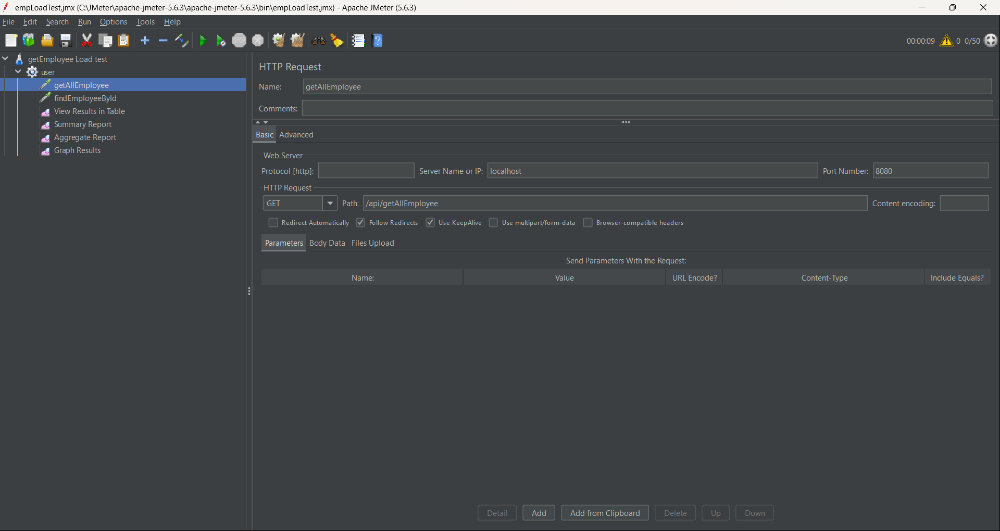 empLoadTest.jmx (C:\JMeter\apache-jmeter-5.6.3\apache-jmeter-5.6.3\bin\empLoadTest.jmx) - Apache JMeter (5.6.3)
File Edit Search Run Options Tools Help
STOP
00:00:09 0 0/50
getEmployee Load test
user
getAllEmployee
findEmployeeById
View Results in Table
Summary Report
Aggregate Report
Graph Results
HTTP Request
Name: getAllEmployee
Comments:
Basic Advanced
Web Server
Protocol [http]: Server Name or IP: localhost Port Number: 8080
HTTP Request
GET Path: /api/getAllEmployee Content encoding:
Redirect Automatically Follow Redirects Use KeepAlive Use multipart/form-data Browser-compatible headers
Parameters Body Data Files Upload
Send Parameters With the Request:
Name: Value URL Encode? Content-Type Include Equals?
Detail Add Add from Clipboard Delete Up Down